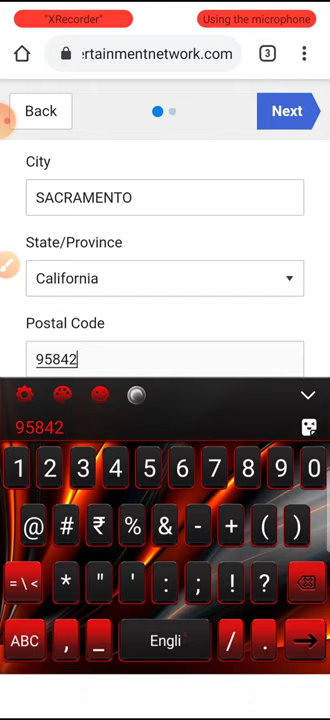 "XRecorder"
Using the microphone
ertainmentnetwork.com
3
Back
Next
City
SACRAMENTO
State/Province
California
Postal Code
95842
95842
1 2 3 4 5 6 7 8 9 0
@ # ₹ % & - + ( )
= \ < * " ' : ; ! ?
ABC , _ Engli / .